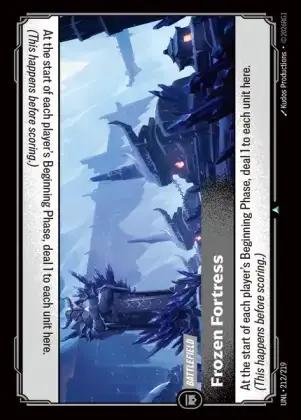 At the start of each player's Beginning Phase, deal 1 to each unit here.
(This happens before scoring.)
BATTLEFIELD
Frozen Fortress
At the start of each player's Beginning Phase, deal 1 to each unit here.
(This happens before scoring.)
UNL • 212/219
Kudos Productions • ©2026RG1